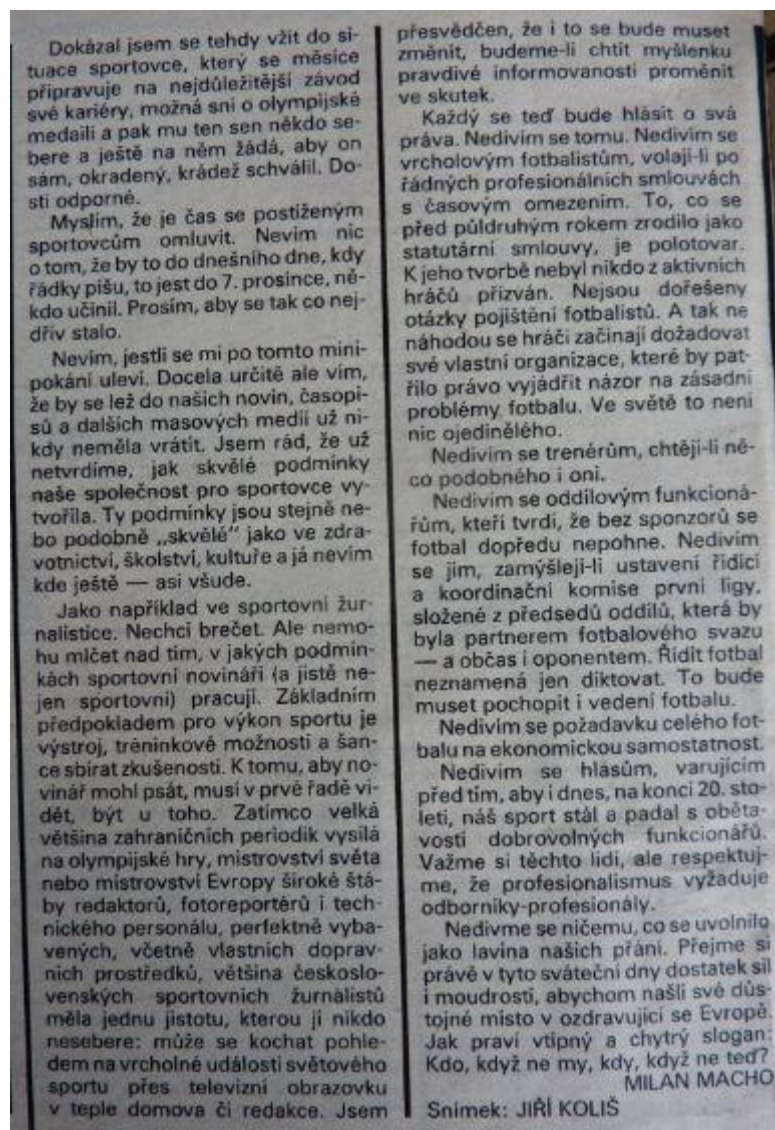 Dokázal jsem se tehdy vžít do si-
tuace sportovce, který se měsíce
připravuje na nejdůležitější závod
své kariéry, možná sní o olympijské
medaili a pak mu ten sen někdo se-
bere a ještě na něm žádá, aby on
sám, okradený, krádež schválil. Do-
sti odporné.
Myslím, že je čas se postiženým
sportovcům omluvit. Nevím nic
o tom, že by to do dnešního dne, kdy
řádky píšu, to jest do 7. prosince, ně-
kdo učinil. Prosím, aby se tak co nej-
dřív stalo.
Nevím, jestli se mi po tomto mini-
pokání uleví. Docela určitě ale vím,
že by se lež do našich novin, časopi-
sů a dalších masových medií už ni-
kdy neměla vrátit. Jsem rád, že už
netvrdíme, jak skvělé podmínky
naše společnost pro sportovce vy-
tvořila. Ty podmínky jsou stejně ne-
bo podobně „skvělé“ jako ve zdra-
votnictví, školství, kultuře a já nevím
kde ještě — asi všude.
Jako například ve sportovní žur-
nalistice. Nechci brečet. Ale nemo-
hu mlčet nad tím, v jakých podmín-
kách sportovní novináři (a jistě ne-
jen sportovní) pracují. Základním
předpokladem pro výkon sportu je
výstroj, tréninkové možnosti a šan-
ce sbírat zkušenosti. K tomu, aby no-
vinář mohl psát, musí v prvé řadě vi-
dět, být u toho. Zatímco velká
většina zahraničních periodik vysílá
na olympijské hry, mistrovství světa
nebo mistrovství Evropy široké štá-
by redaktorů, fotoreportérů i tech-
nického personálu, perfektně vyba-
vených, včetně vlastních doprav-
ních prostředků, většina českoslo-
venských sportovních žurnalistů
měla jednu jistotu, kterou jí nikdo
nesebere: může se kochat pohle-
dem na vrcholné události světového
sportu přes televizní obrazovku
v teple domova či redakce. Jsem
přesvědčen, že i to se bude muset
změnit, budeme-li chtít myšlenku
pravdivé informovanosti proměnit
ve skutek.
Každý se teď bude hlásit o svá
práva. Nedivím se tomu. Nedivím se
vrcholovým fotbalistům, volají-li po
řádných profesionálních smlouvách
s časovým omezením. To, co se
před půldruhým rokem zrodilo jako
statutární smlouvy, je polotovar.
K jeho tvorbě nebyl nikdo z aktivních
hráčů přizván. Nejsou dořešeny
otázky pojištění fotbalistů. A tak ne
náhodou se hráči začínají dožadovat
své vlastní organizace, které by pat-
řilo právo vyjádřit názor na zásadní
problémy fotbalu. Ve světě to není
nic ojedinělého.
Nedivím se trenérům, chtějí-li ně-
co podobného i oni.
Nedivím se oddílovým funkcioná-
řům, kteří tvrdí, že bez sponzorů se
fotbal dopředu nepohne. Nedivím
se jim, zamýšlejí-li ustavení řídící
a koordinační komise první ligy,
složené z předsedů oddílů, která by
byla partnerem fotbalového svazu
— a občas i oponentem. Řídit fotbal
neznamená jen diktovat. To bude
muset pochopit i vedení fotbalu.
Nedivím se požadavku celého fot-
balu na ekonomickou samostatnost.
Nedivím se hlasům, varujícím
před tím, aby i dnes, na konci 20. sto-
letí, náš sport stál a padal s oběta-
vostí dobrovolných funkcionářů.
Važme si těchto lidí, ale respektuj-
me, že profesionalismus vyžaduje
odborníky-profesionály.
Nedivme se ničemu, co se uvolnilo
jako lavina našich přání. Přejme si
právě v tyto sváteční dny dostatek sil
i moudrosti, abychom našli své důs-
tojné místo v ozdravující se Evropě.
Jak praví vtipný a chytrý slogan:
Kdo, když ne my, kdy, když ne teď?
MILAN MACHO
Snímek: JIŘÍ KOLIŠ